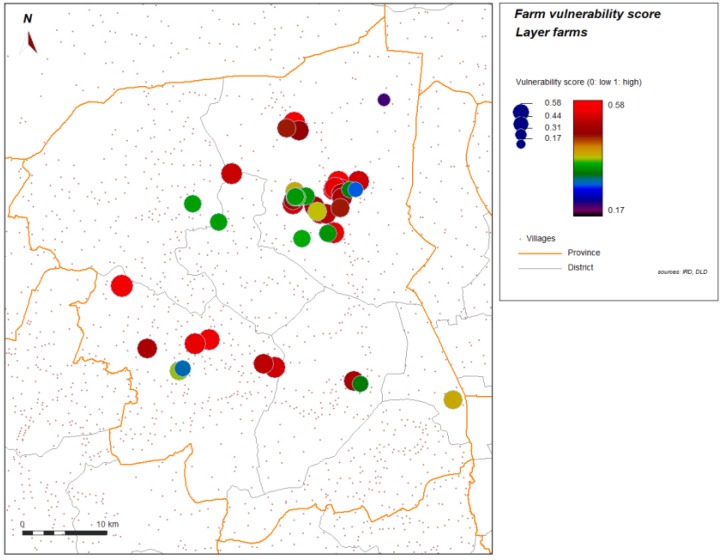 N
Farm vulnerability score
Layer farms
Vulnerability score (0: low 1: high)
0.58
0.44
0.31
0.17
0.58
0.17
Villages
Province
District
sources: IRD, DLD
0
10 km